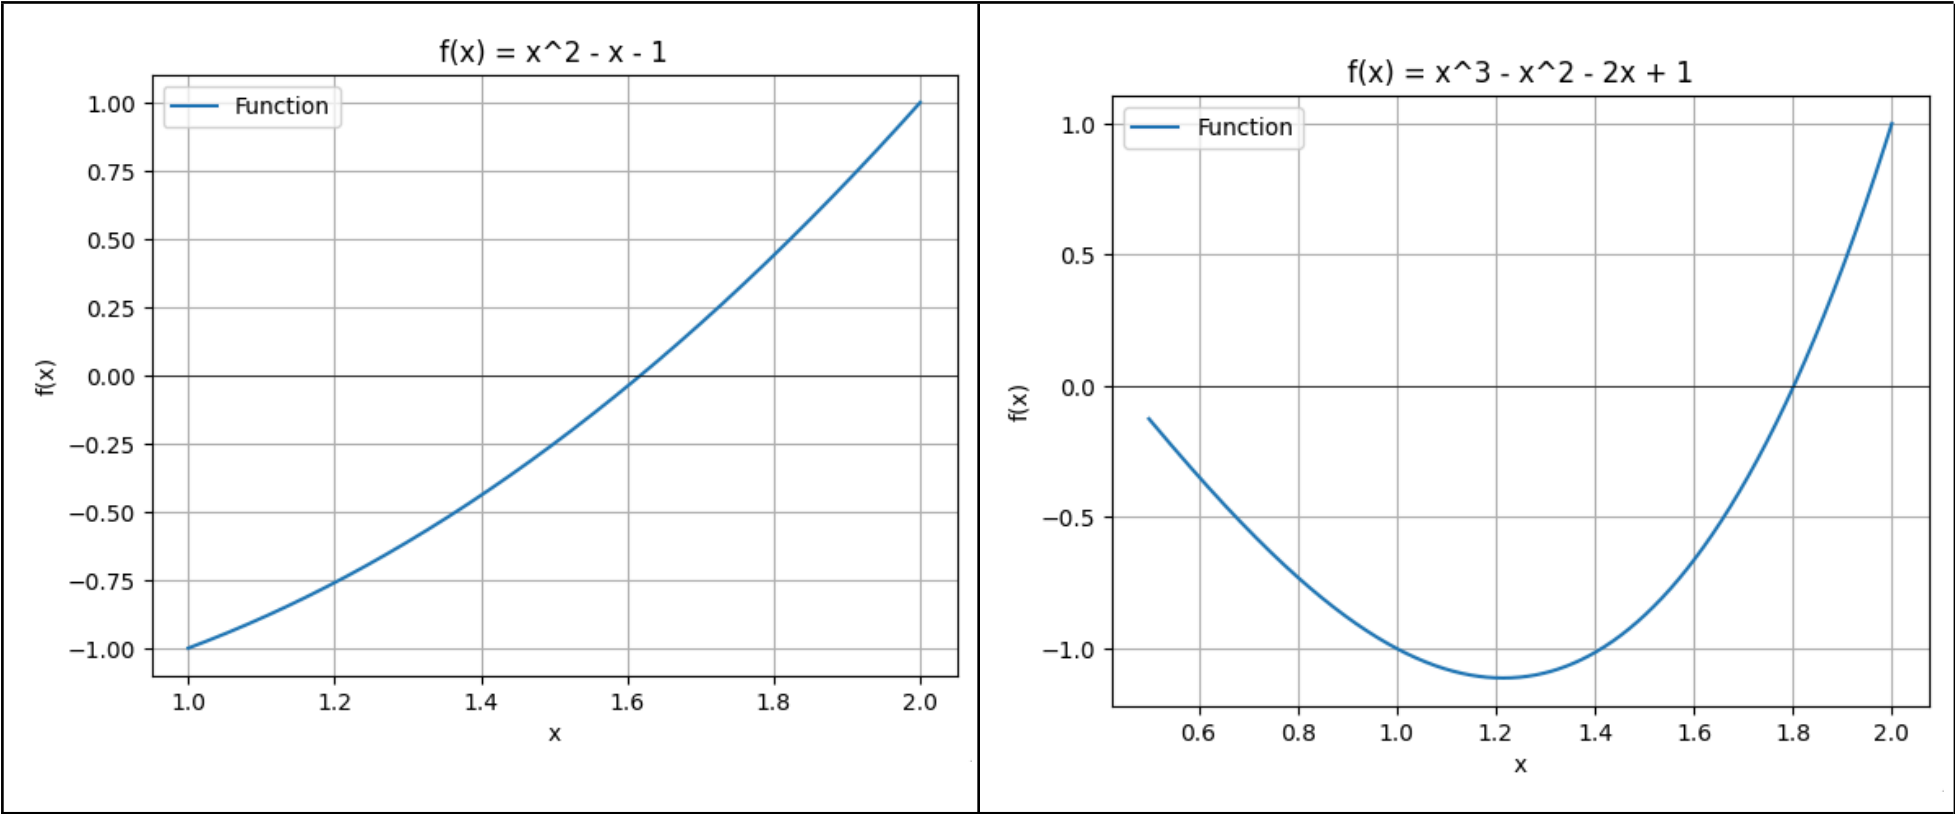 f(x) = x^2 - x - 1
Function
1.00
0.75
0.50
0.25
0.00
−0.25
−0.50
−0.75
−1.00
f(x)
1.0 1.2 1.4 1.6 1.8 2.0
x
f(x) = x^3 - x^2 - 2x + 1
Function
1.0
0.5
0.0
−0.5
−1.0
f(x)
0.6 0.8 1.0 1.2 1.4 1.6 1.8 2.0
x